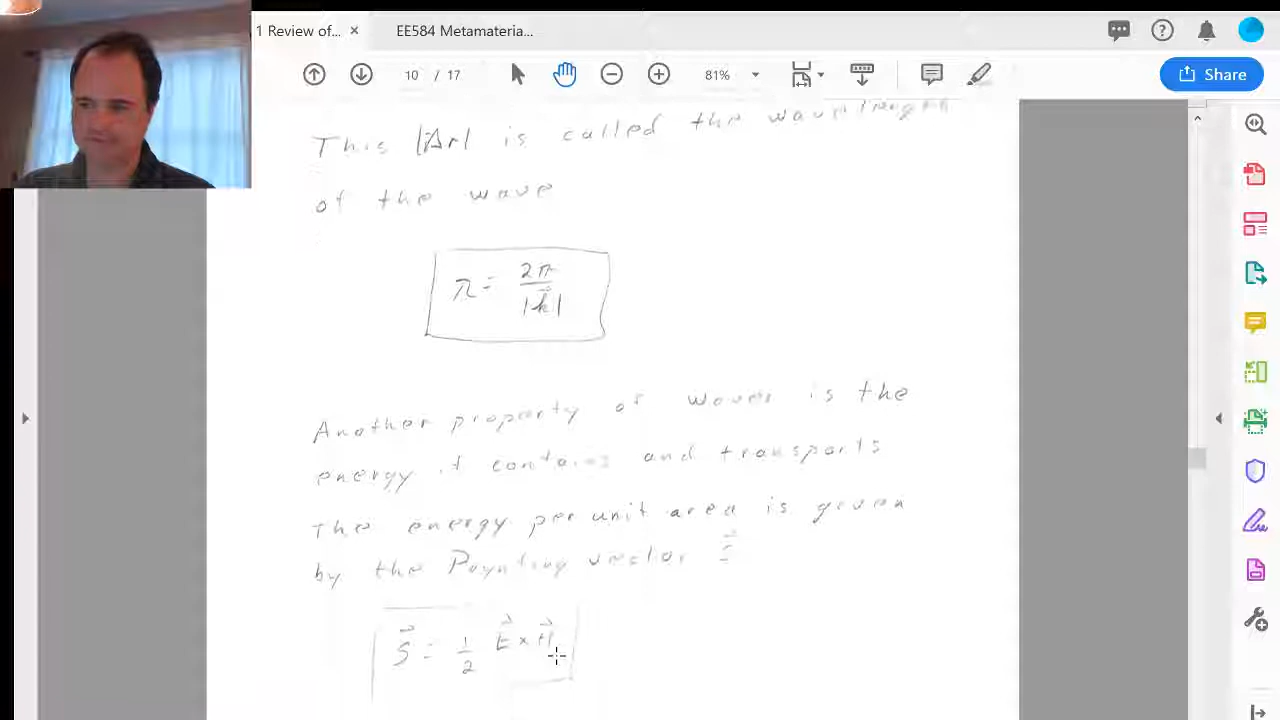 1 Review of...
EE584 Metamateria...
10 / 17
81%
Share
This |Δr| is called the wavelength
of the wave
λ = 2π / |k⃗|
Another property of waves is the
energy it contains and transports
The energy per unit area is given
by the Poynting vector S⃗
S⃗ = 1/2 E⃗ × H⃗